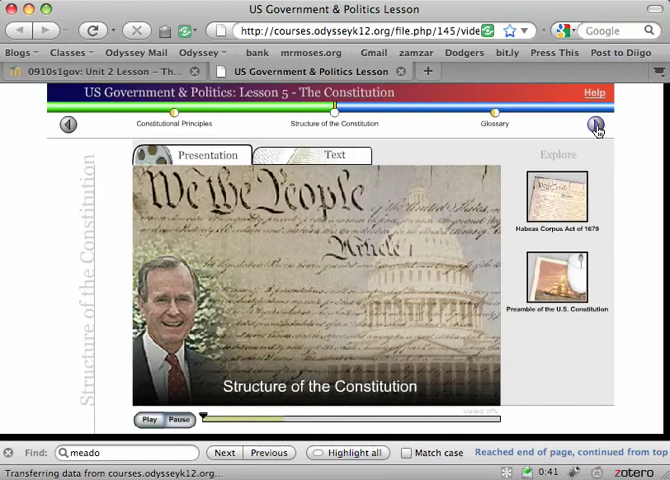 US Government & Politics Lesson
http://courses.odysseyk12.org/file.php/145/vide
Google
Blogs
Classes
Odyssey Mail
Odyssey
bank
mrmoses.org
Gmail
zamzar
Dodgers
bit.ly
Press This
Post to Diigo
0910s1gov: Unit 2 Lesson – Th...
US Government & Politics Lesson
US Government & Politics: Lesson 5 - The Constitution
Help
Constitutional Principles
Structure of the Constitution
Glossary
Structure of the Constitution
Presentation
Text
Explore
We the People
Article 1
Habeas Corpus Act of 1679
Preamble of the U.S. Constitution
Structure of the Constitution
Play
Pause
Find:
meado
Next
Previous
Highlight all
Match case
Reached end of page, continued from top
Transferring data from courses.odysseyk12.org...
0:41
zotero